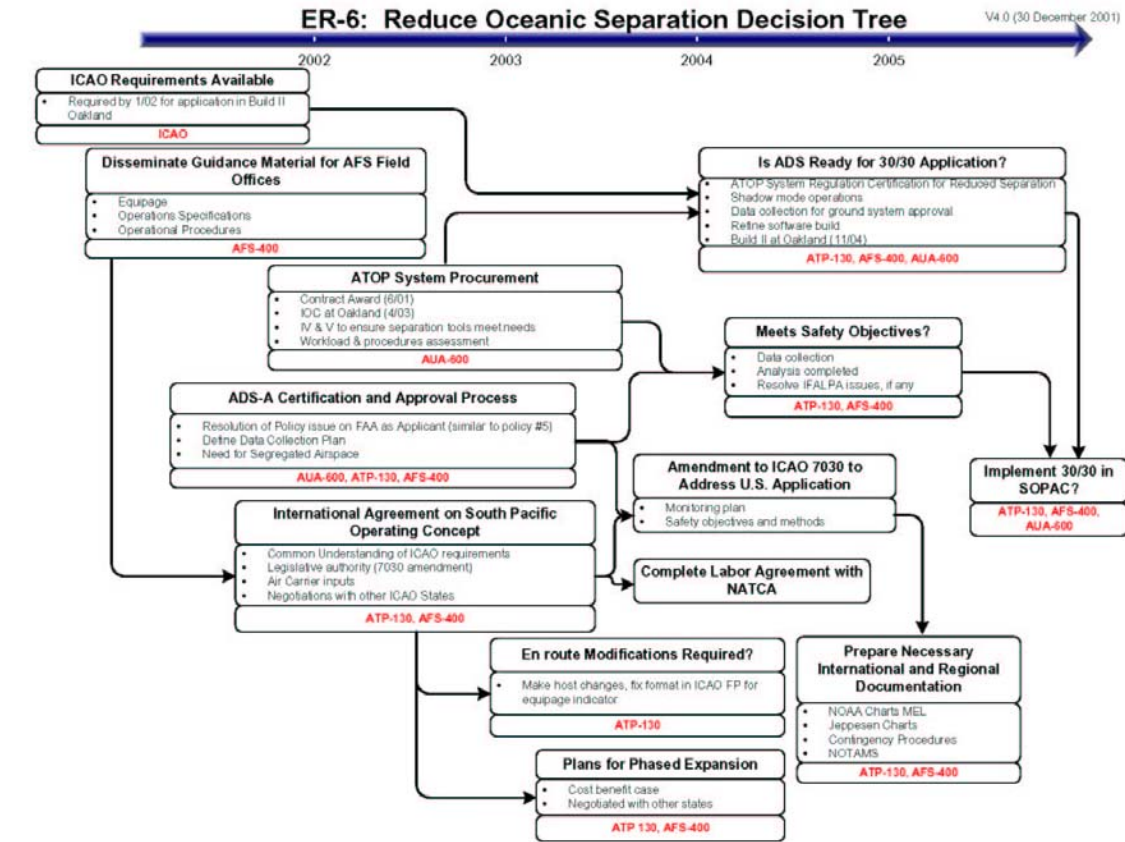 ER-6: Reduce Oceanic Separation Decision Tree
V4.0 (30 December 2001)
2002
2003
2004
2005
ICAO Requirements Available
• Required by 1/02 for application in Build II
Oakland
ICAO
Disseminate Guidance Material for AFS Field
Offices
• Equipage
• Operations Specifications
• Operational Procedures
AFS-400
Is ADS Ready for 30/30 Application?
• ATOP System Regulation Certification for Reduced Separation
• Shadow mode operations
• Data collection for ground system approval
• Refine software build
• Build II at Oakland (11/04)
ATP-130, AFS-400, AUA-600
ATOP System Procurement
• Contract Award (6/01)
• IOC at Oakland (4/03)
• IV & V to ensure separation tools meet needs
• Workload & procedures assessment
AUA-600
Meets Safety Objectives?
• Data collection
• Analysis completed
• Resolve IFALPA issues, if any
ATP-130, AFS-400
ADS-A Certification and Approval Process
• Resolution of Policy issue on FAA as Applicant (similar to policy #5)
• Define Data Collection Plan
• Need for Segregated Airspace
AUA-600, ATP-130, AFS-400
Amendment to ICAO 7030 to
Address U.S. Application
• Monitoring plan
• Safety objectives and methods
Implement 30/30 in
SOPAC?
ATP-130, AFS-400,
AUA-600
International Agreement on South Pacific
Operating Concept
• Common Understanding of ICAO requirements
• Legislative authority (7030 amendment)
• Air Carrier inputs
• Negotiations with other ICAO States
ATP-130, AFS-400
Complete Labor Agreement with
NATCA
En route Modifications Required?
• Make host changes, fix format in ICAO FP for
equipage indicator
ATP-130
Prepare Necessary
International and Regional
Documentation
• NOAA Charts MEL
• Jeppesen Charts
• Contingency Procedures
• NOTAMS
ATP-130, AFS-400
Plans for Phased Expansion
• Cost benefit case
• Negotiated with other states
ATP 130, AFS-400